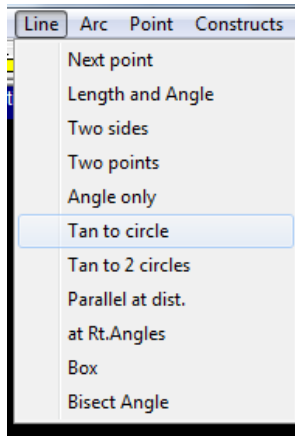 Line Arc Point Constructs
Next point
Length and Angle
Two sides
Two points
Angle only
Tan to circle
Tan to 2 circles
Parallel at dist.
at Rt.Angles
Box
Bisect Angle